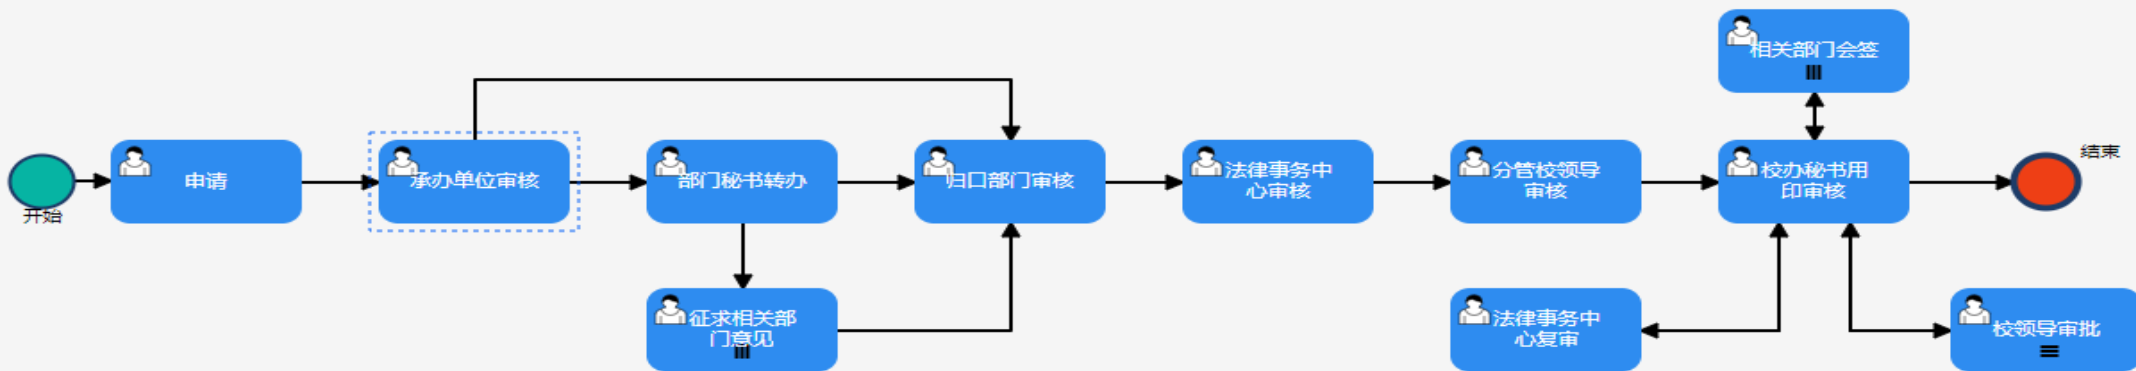 相关部门会签
结束
申请
承办单位审核
部门秘书转办
归口部门审核
法律事务中
心审核
分管校领导
审核
校办秘书用
印审核
开始
征求相关部
门意见
法律事务中
心复审
校领导审批